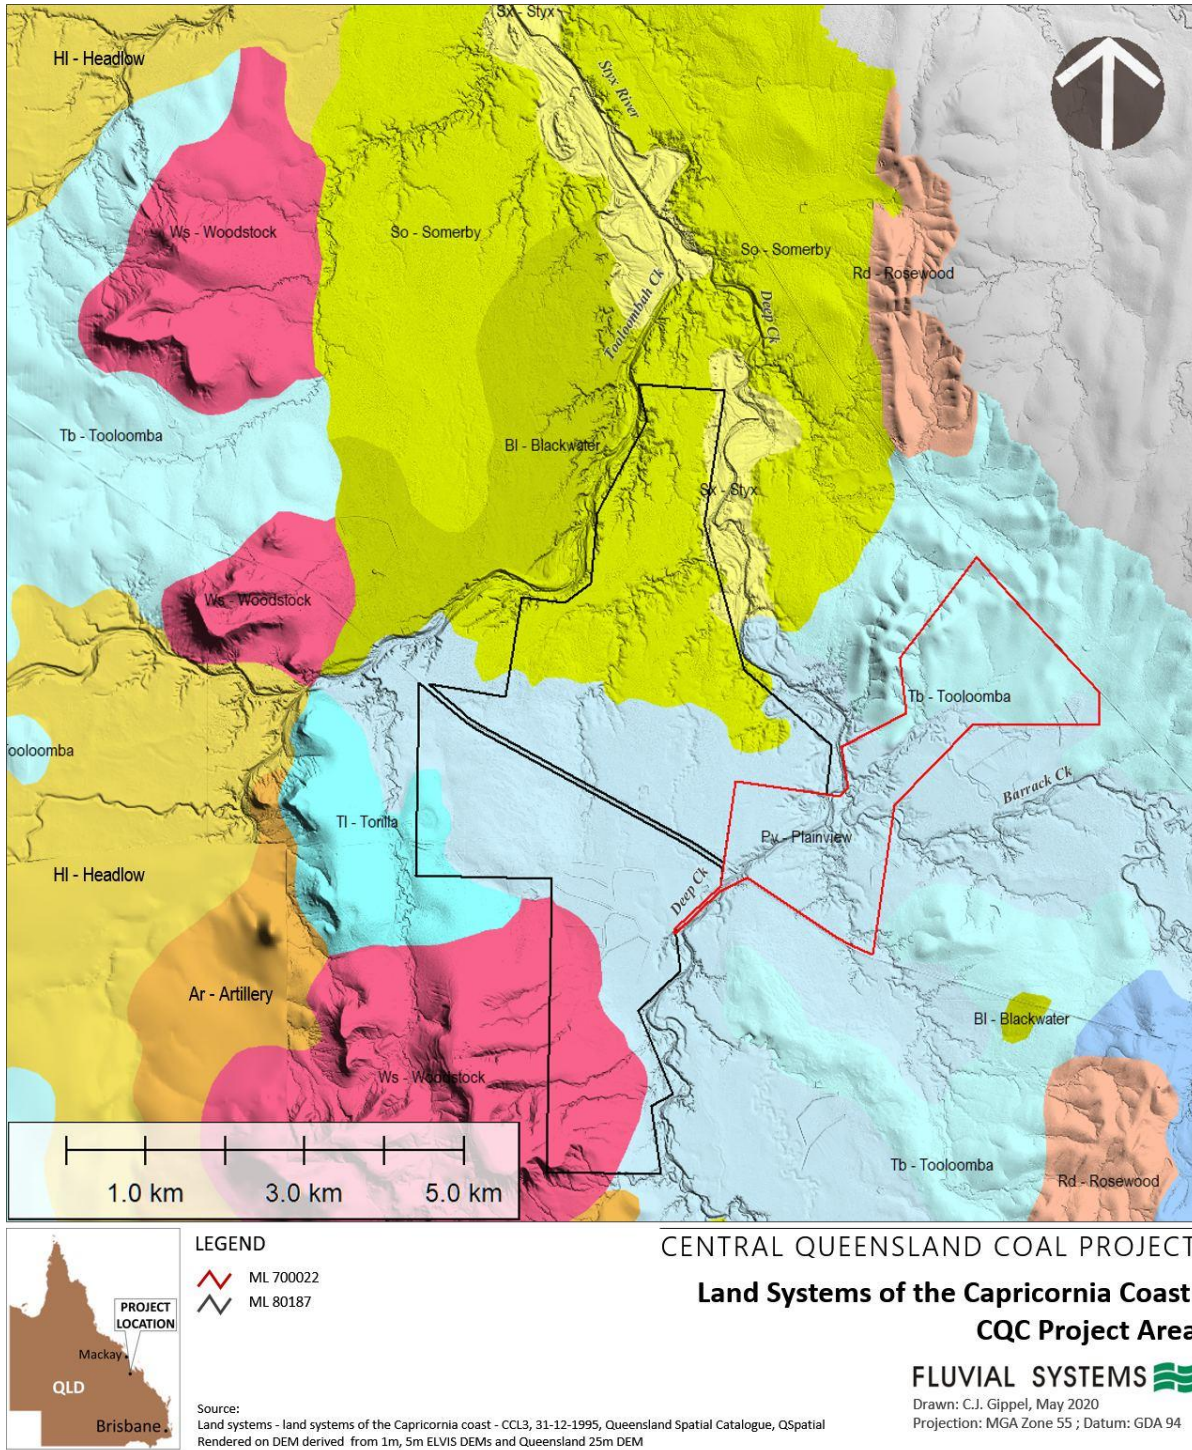 Sx - Styx
Hl - Headlow
Styx River
Ws - Woodstock
So - Somerby
So - Somerby
Rd - Rosewood
Tooloombah Ck
Deep Ck
Tb - Tooloomba
Bl - Blackwater
Sx - Styx
Ws - Woodstock
Tb - Tooloomba
ooloomba
Barrack Ck
Tl - Torilla
Pv - Plainview
Hl - Headlow
Deep Ck
Ar - Artillery
Bl - Blackwater
Ws - Woodstock
Tb - Tooloomba
Rd - Rosewood
1.0 km
3.0 km
5.0 km
LEGEND
ML 700022
ML 80187
PROJECT
LOCATION
Mackay
QLD
Brisbane
Source:
Land systems - land systems of the Capricornia coast - CCL3, 31-12-1995, Queensland Spatial Catalogue, QSpatial
Rendered on DEM derived from 1m, 5m ELVIS DEMs and Queensland 25m DEM
CENTRAL QUEENSLAND COAL PROJECT
Land Systems of the Capricornia Coast
CQC Project Area
FLUVIAL SYSTEMS
Drawn: C.J. Gippel, May 2020
Projection: MGA Zone 55 ; Datum: GDA 94